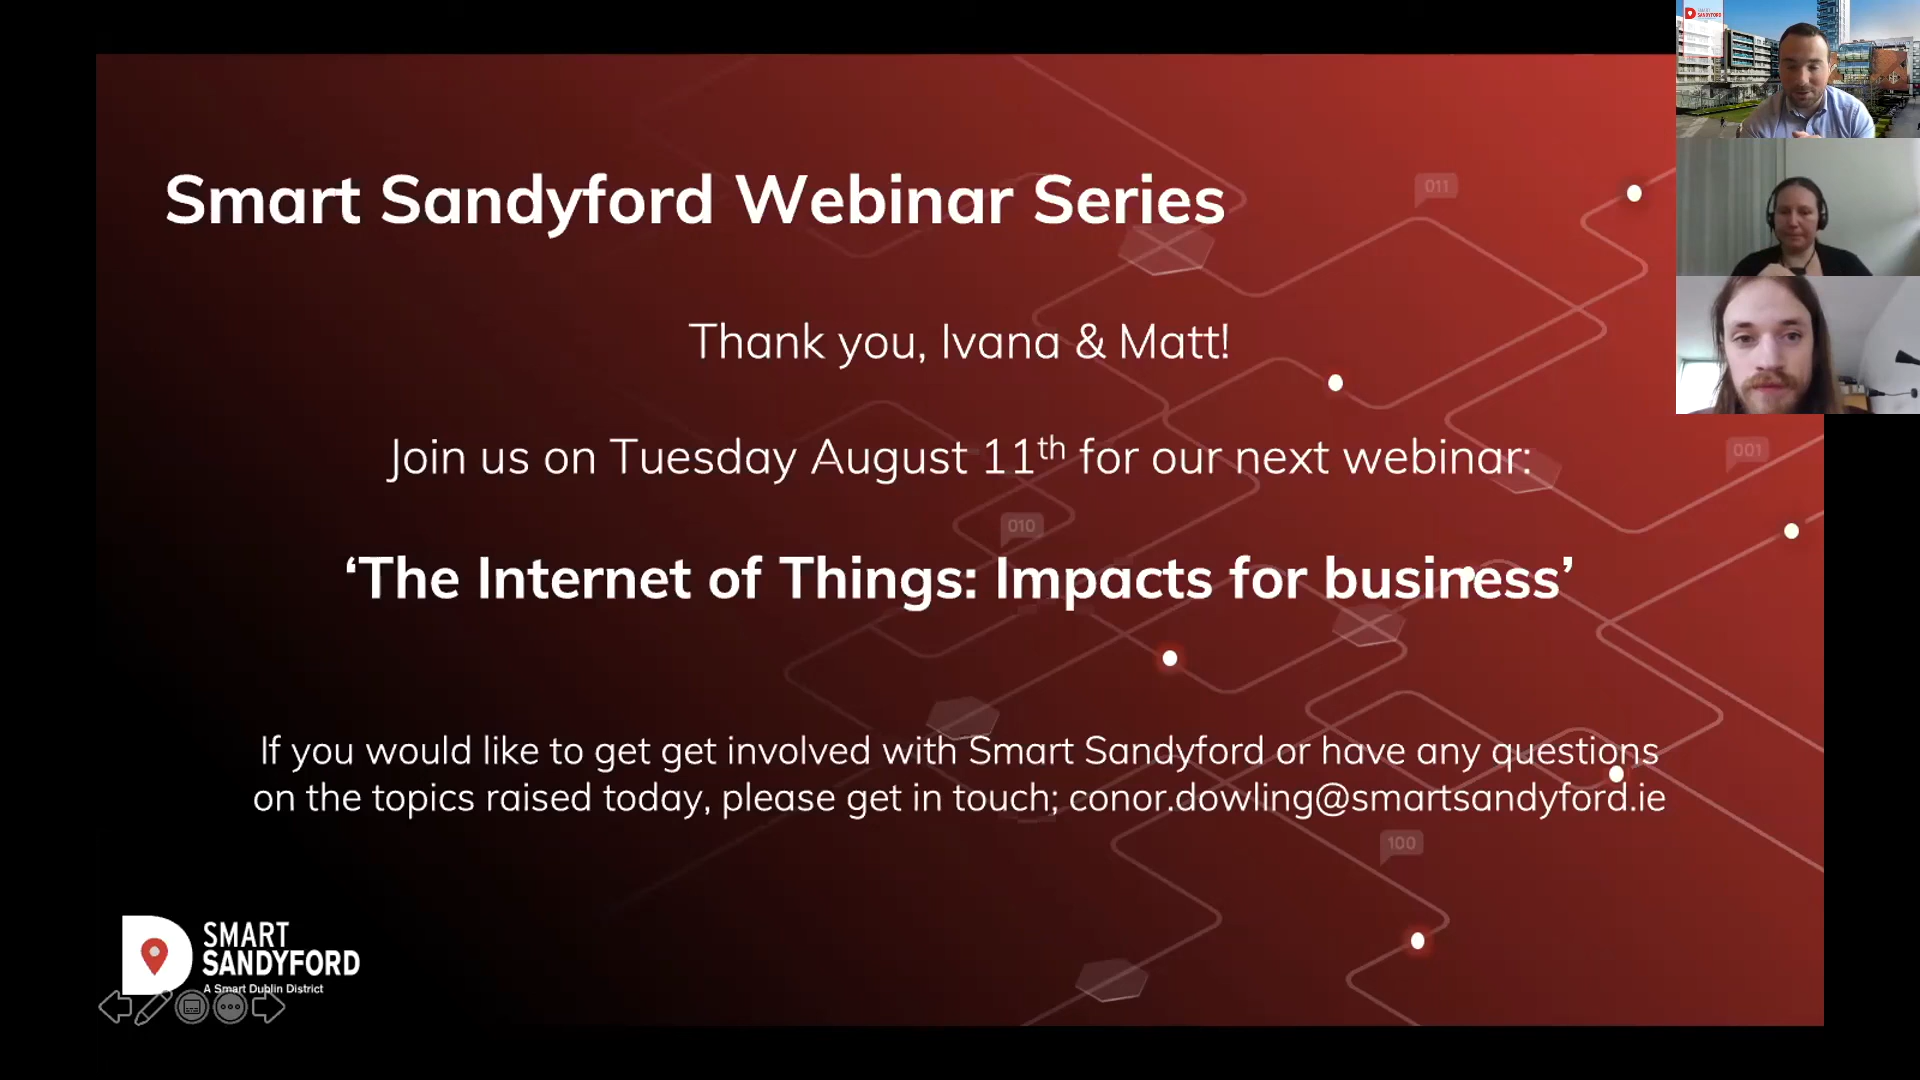 SMART
SANDYFORD
Smart Sandyford Webinar Series
011
Thank you, Ivana & Matt!
Join us on Tuesday August 11th for our next webinar:
001
010
‘The Internet of Things: Impacts for business’
If you would like to get get involved with Smart Sandyford or have any questions
on the topics raised today, please get in touch; conor.dowling@smartsandyford.ie
100
SMART
SANDYFORD
A Smart Dublin District